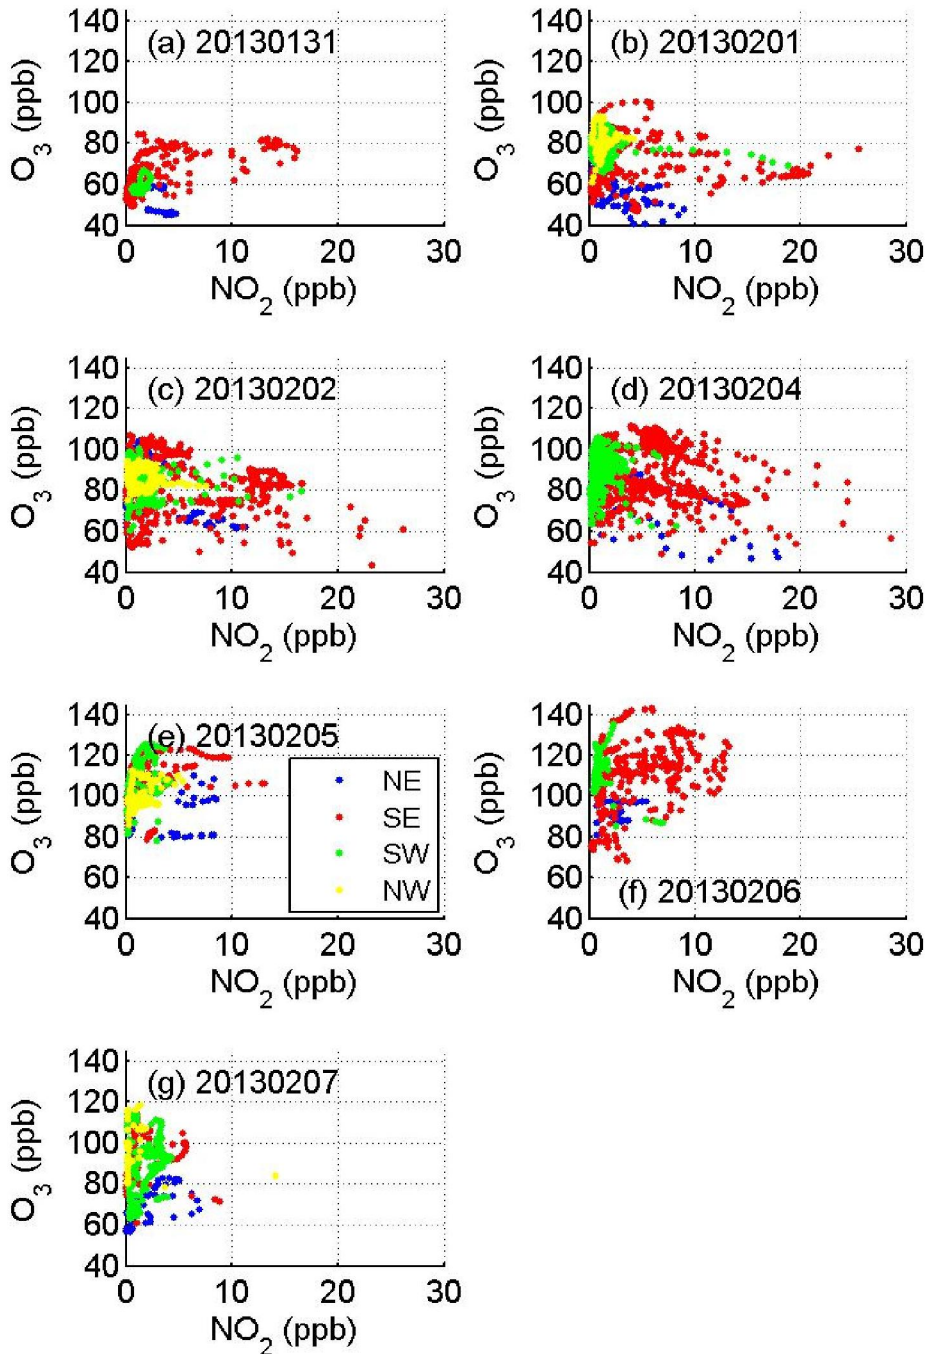 (a) 20130131
O3 (ppb)
140
120
100
80
60
40
0 10 20 30
NO2 (ppb)
(b) 20130201
O3 (ppb)
140
120
100
80
60
40
0 10 20 30
NO2 (ppb)
(c) 20130202
O3 (ppb)
140
120
100
80
60
40
0 10 20 30
NO2 (ppb)
(d) 20130204
O3 (ppb)
140
120
100
80
60
40
0 10 20 30
NO2 (ppb)
(e) 20130205
O3 (ppb)
140
120
100
80
60
40
NE
SE
SW
NW
0 10 20 30
NO2 (ppb)
O3 (ppb)
140
120
100
80
60
40
(f) 20130206
0 10 20 30
NO2 (ppb)
(g) 20130207
O3 (ppb)
140
120
100
80
60
40
0 10 20 30
NO2 (ppb)